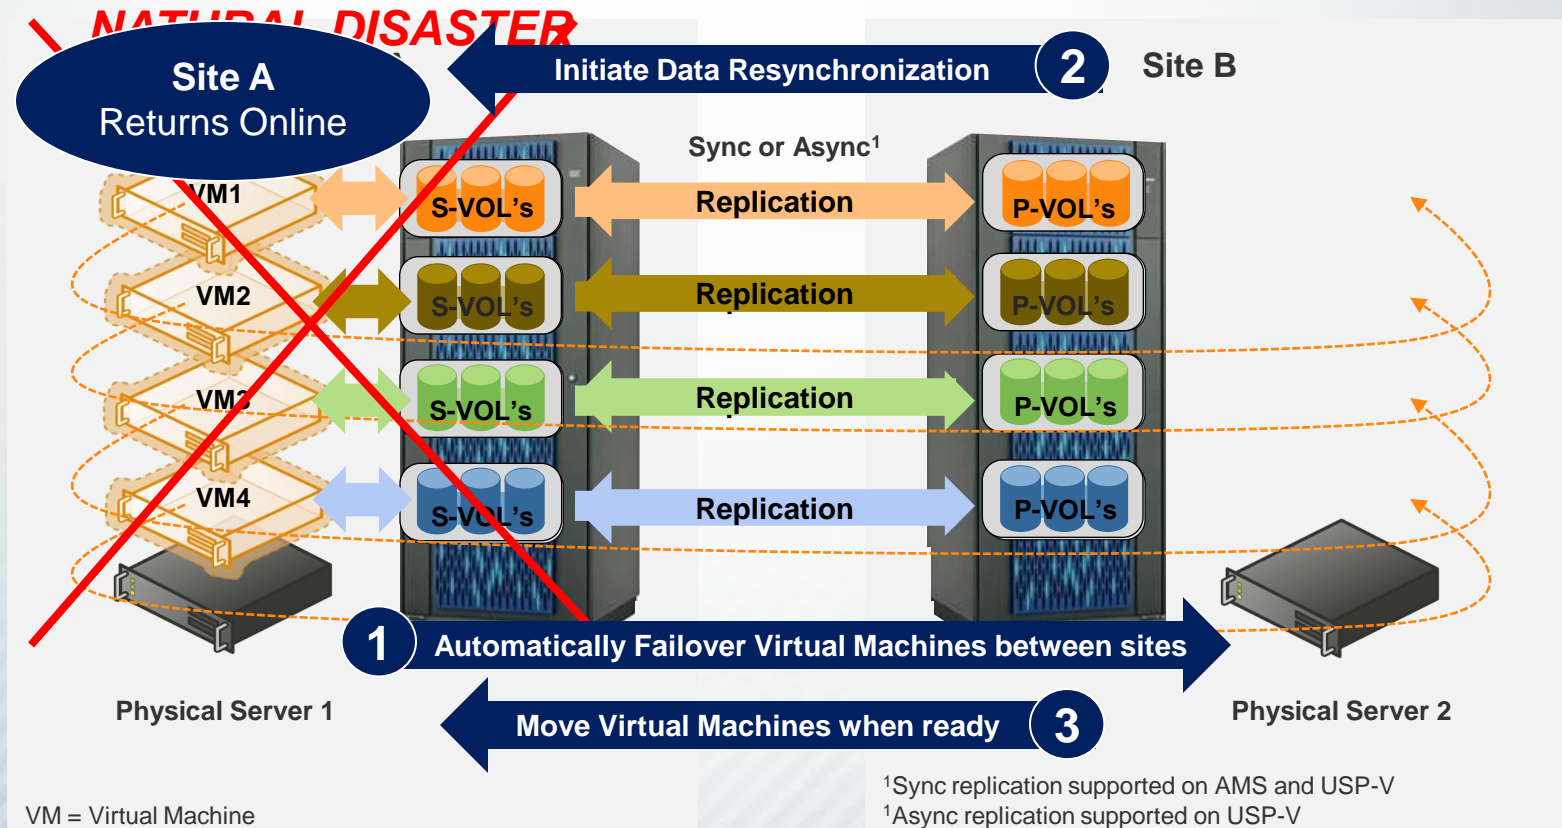 NATURAL DISASTER
Site A
Returns Online
Initiate Data Resynchronization
2
Site B
Sync or Async¹
VM1
S-VOL's
Replication
P-VOL's
VM2
S-VOL's
Replication
P-VOL's
VM3
S-VOL's
Replication
P-VOL's
VM4
S-VOL's
Replication
P-VOL's
1
Automatically Failover Virtual Machines between sites
Physical Server 1
Move Virtual Machines when ready
3
Physical Server 2
VM = Virtual Machine
¹Sync replication supported on AMS and USP-V
¹Async replication supported on USP-V